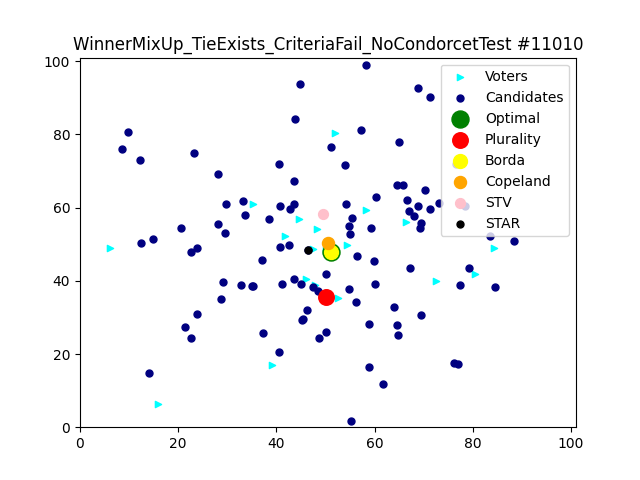 WinnerMixUp_TieExists_CriteriaFail_NoCondorcetTest #11010
100
80
60
40
20
0
0 20 40 60 80 100
Voters
Candidates
Optimal
Plurality
Borda
Copeland
STV
STAR